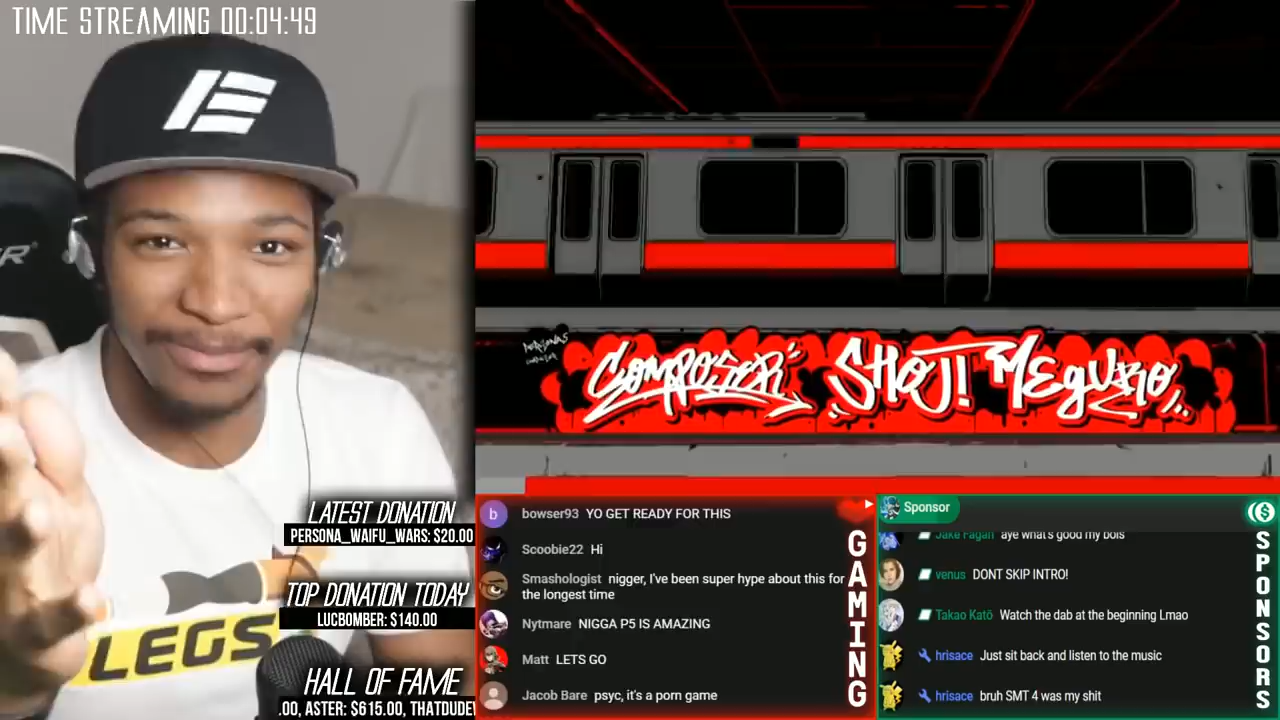 TIME STREAMING 00:04:49
E
LATEST DONATION
PERSONA_WAIFU_WARS: $20.00
TOP DONATION TODAY
LUCBOMBER: $140.00
HALL OF FAME
.00, ASTER: $615.00, THATDUDE
LEGS
COMPOSER SHOJI MEGURO
b bowser93 YO GET READY FOR THIS
Scoobie22 Hi
Smashologist nigger, I've been super hype about this for
the longest time
Nytmare NIGGA P5 IS AMAZING
Matt LETS GO
Jacob Bare psyc, it's a porn game
GAMING
Sponsor
Jake Fagan aye what's good my bois
venus DONT SKIP INTRO!
Takao Katō Watch the dab at the beginning Lmao
hrisace Just sit back and listen to the music
hrisace bruh SMT 4 was my shit
SPONSORS